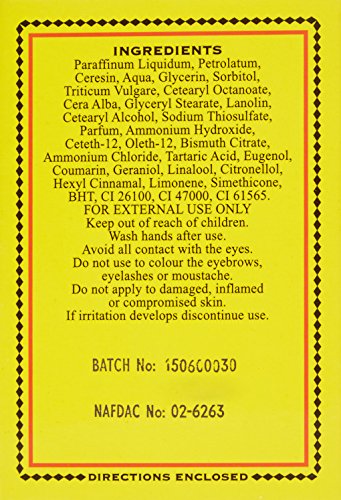 INGREDIENTS
Paraffinum Liquidum, Petrolatum,
Ceresin, Aqua, Glycerin, Sorbitol,
Triticum Vulgare, Cetearyl Octanoate,
Cera Alba, Glyceryl Stearate, Lanolin,
Cetearyl Alcohol, Sodium Thiosulfate,
Parfum, Ammonium Hydroxide,
Ceteth-12, Oleth-12, Bismuth Citrate,
Ammonium Chloride, Tartaric Acid, Eugenol,
Coumarin, Geraniol, Linalool, Citronellol,
Hexyl Cinnamal, Limonene, Simethicone,
BHT, CI 26100, CI 47000, CI 61565.
FOR EXTERNAL USE ONLY
Keep out of reach of children.
Wash hands after use.
Avoid all contact with the eyes.
Do not use to colour the eyebrows,
eyelashes or moustache.
Do not apply to damaged, inflamed
or compromised skin.
If irritation develops discontinue use.
BATCH No: 150600030
NAFDAC No: 02-6263
DIRECTIONS ENCLOSED